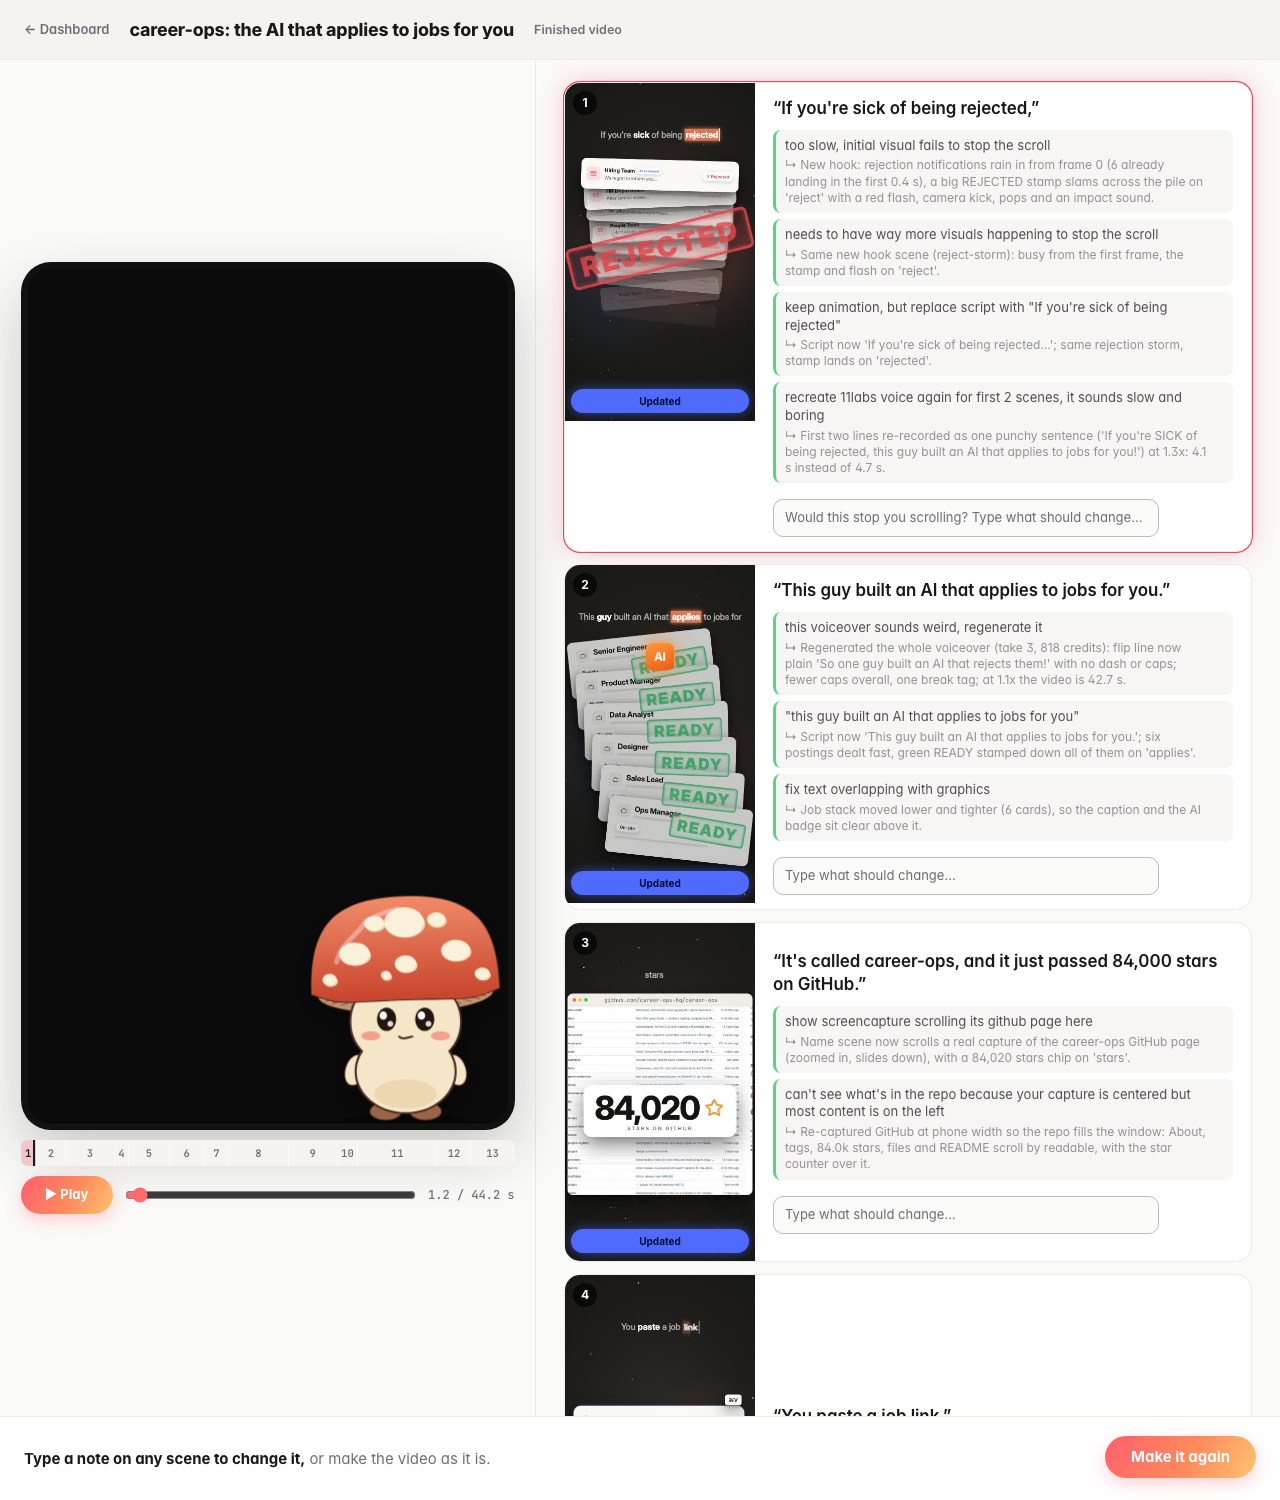 ← Dashboard
career-ops: the AI that applies to jobs for you
Finished video
1 2 3 4 5 6 7 8 9 10 11 12 13
▶ Play
1.2 / 44.2 s
1
If you're sick of being rejected
Hiring Team
We regret to inform you...
X Rejected
People Team
REJECTED
Updated
“If you're sick of being rejected,”
too slow, initial visual fails to stop the scroll
↳ New hook: rejection notifications rain in from frame 0 (6 already
landing in the first 0.4 s), a big REJECTED stamp slams across the pile on
'reject' with a red flash, camera kick, pops and an impact sound.
needs to have way more visuals happening to stop the scroll
↳ Same new hook scene (reject-storm): busy from the first frame, the
stamp and flash on 'reject'.
keep animation, but replace script with "If you're sick of being
rejected"
↳ Script now 'If you're sick of being rejected...'; same rejection storm,
stamp lands on 'rejected'.
recreate 11labs voice again for first 2 scenes, it sounds slow and
boring
↳ First two lines re-recorded as one punchy sentence ('If you're SICK of
being rejected, this guy built an AI that applies to jobs for you!') at 1.3x: 4.1
s instead of 4.7 s.
Would this stop you scrolling? Type what should change...
2
This guy built an AI that applies to jobs for
Senior Engineer
AI
READY
Product Manager
READY
Data Analyst
READY
Designer
READY
Sales Lead
READY
Ops Manager
READY
On-site
Updated
“This guy built an AI that applies to jobs for you.”
this voiceover sounds weird, regenerate it
↳ Regenerated the whole voiceover (take 3, 818 credits): flip line now
plain 'So one guy built an AI that rejects them!' with no dash or caps;
fewer caps overall, one break tag; at 1.1x the video is 42.7 s.
"this guy built an AI that applies to jobs for you"
↳ Script now 'This guy built an AI that applies to jobs for you.'; six
postings dealt fast, green READY stamped down all of them on 'applies'.
fix text overlapping with graphics
↳ Job stack moved lower and tighter (6 cards), so the caption and the AI
badge sit clear above it.
Type what should change...
3
stars
github.com/career-ops-hq/career-ops
84,020
STARS ON GITHUB
Updated
“It's called career-ops, and it just passed 84,000 stars
on GitHub.”
show screencapture scrolling its github page here
↳ Name scene now scrolls a real capture of the career-ops GitHub page
(zoomed in, slides down), with a 84,020 stars chip on 'stars'.
can't see what's in the repo because your capture is centered but
most content is on the left
↳ Re-captured GitHub at phone width so the repo fills the window: About,
tags, 84.0k stars, files and README scroll by readable, with the star
counter over it.
Type what should change...
4
You paste a job link
⌘V
“You paste a job link,”
Type a note on any scene to change it, or make the video as it is.
Make it again